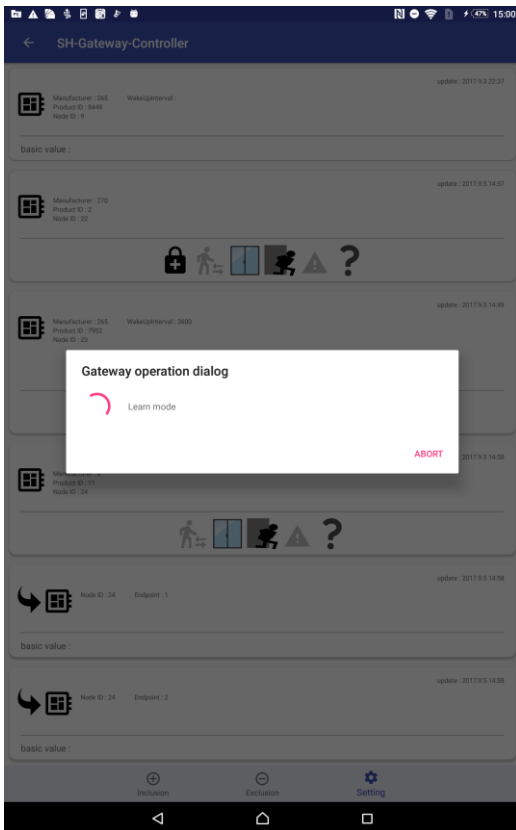 47% 15:00
SH-Gateway-Controller
update : 2017.9.3 22:37
Manufacturer : 265 WakeUpInterval :
Product ID : 8449
Node ID : 9
basic value :
update : 2017.9.5 14:57
Manufacturer : 270
Product ID : 2
Node ID : 22
?
update : 2017.9.5 14:49
Manufacturer : 265 WakeUpInterval : 3600
Product ID : 7952
Node ID : 23
Gateway operation dialog
Learn mode
ABORT
2017.9.5 14:58
Product ID : 11
Node ID : 24
?
update : 2017.9.5 14:58
Node ID : 24 Endpoint : 1
basic value :
update : 2017.9.5 14:58
Node ID : 24 Endpoint : 2
basic value :
Inclusion Exclusion Setting